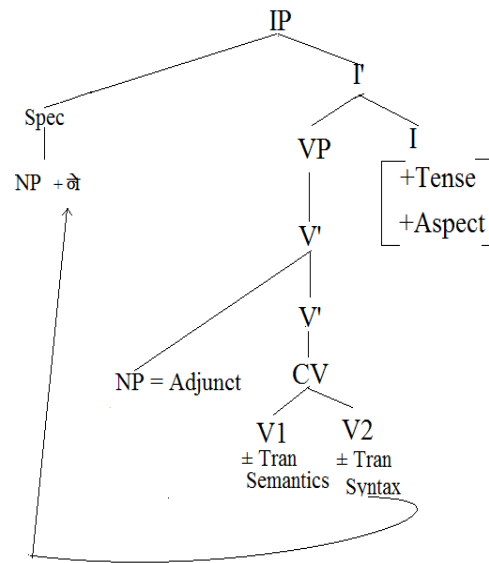 IP
I'
Spec
VP I
NP + ने
+Tense
+Aspect
V'
V'
NP = Adjunct CV
V1 V2
± Tran ± Tran
Semantics Syntax